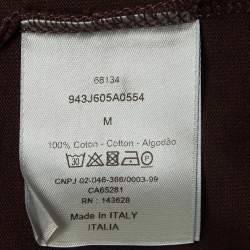 68134
943J605A0554
M
100% Coton - Cotton - Algodão
CNPJ 02-046-366/0003-99
CA65281
RN : 143628
Made in ITALY
ITALIA